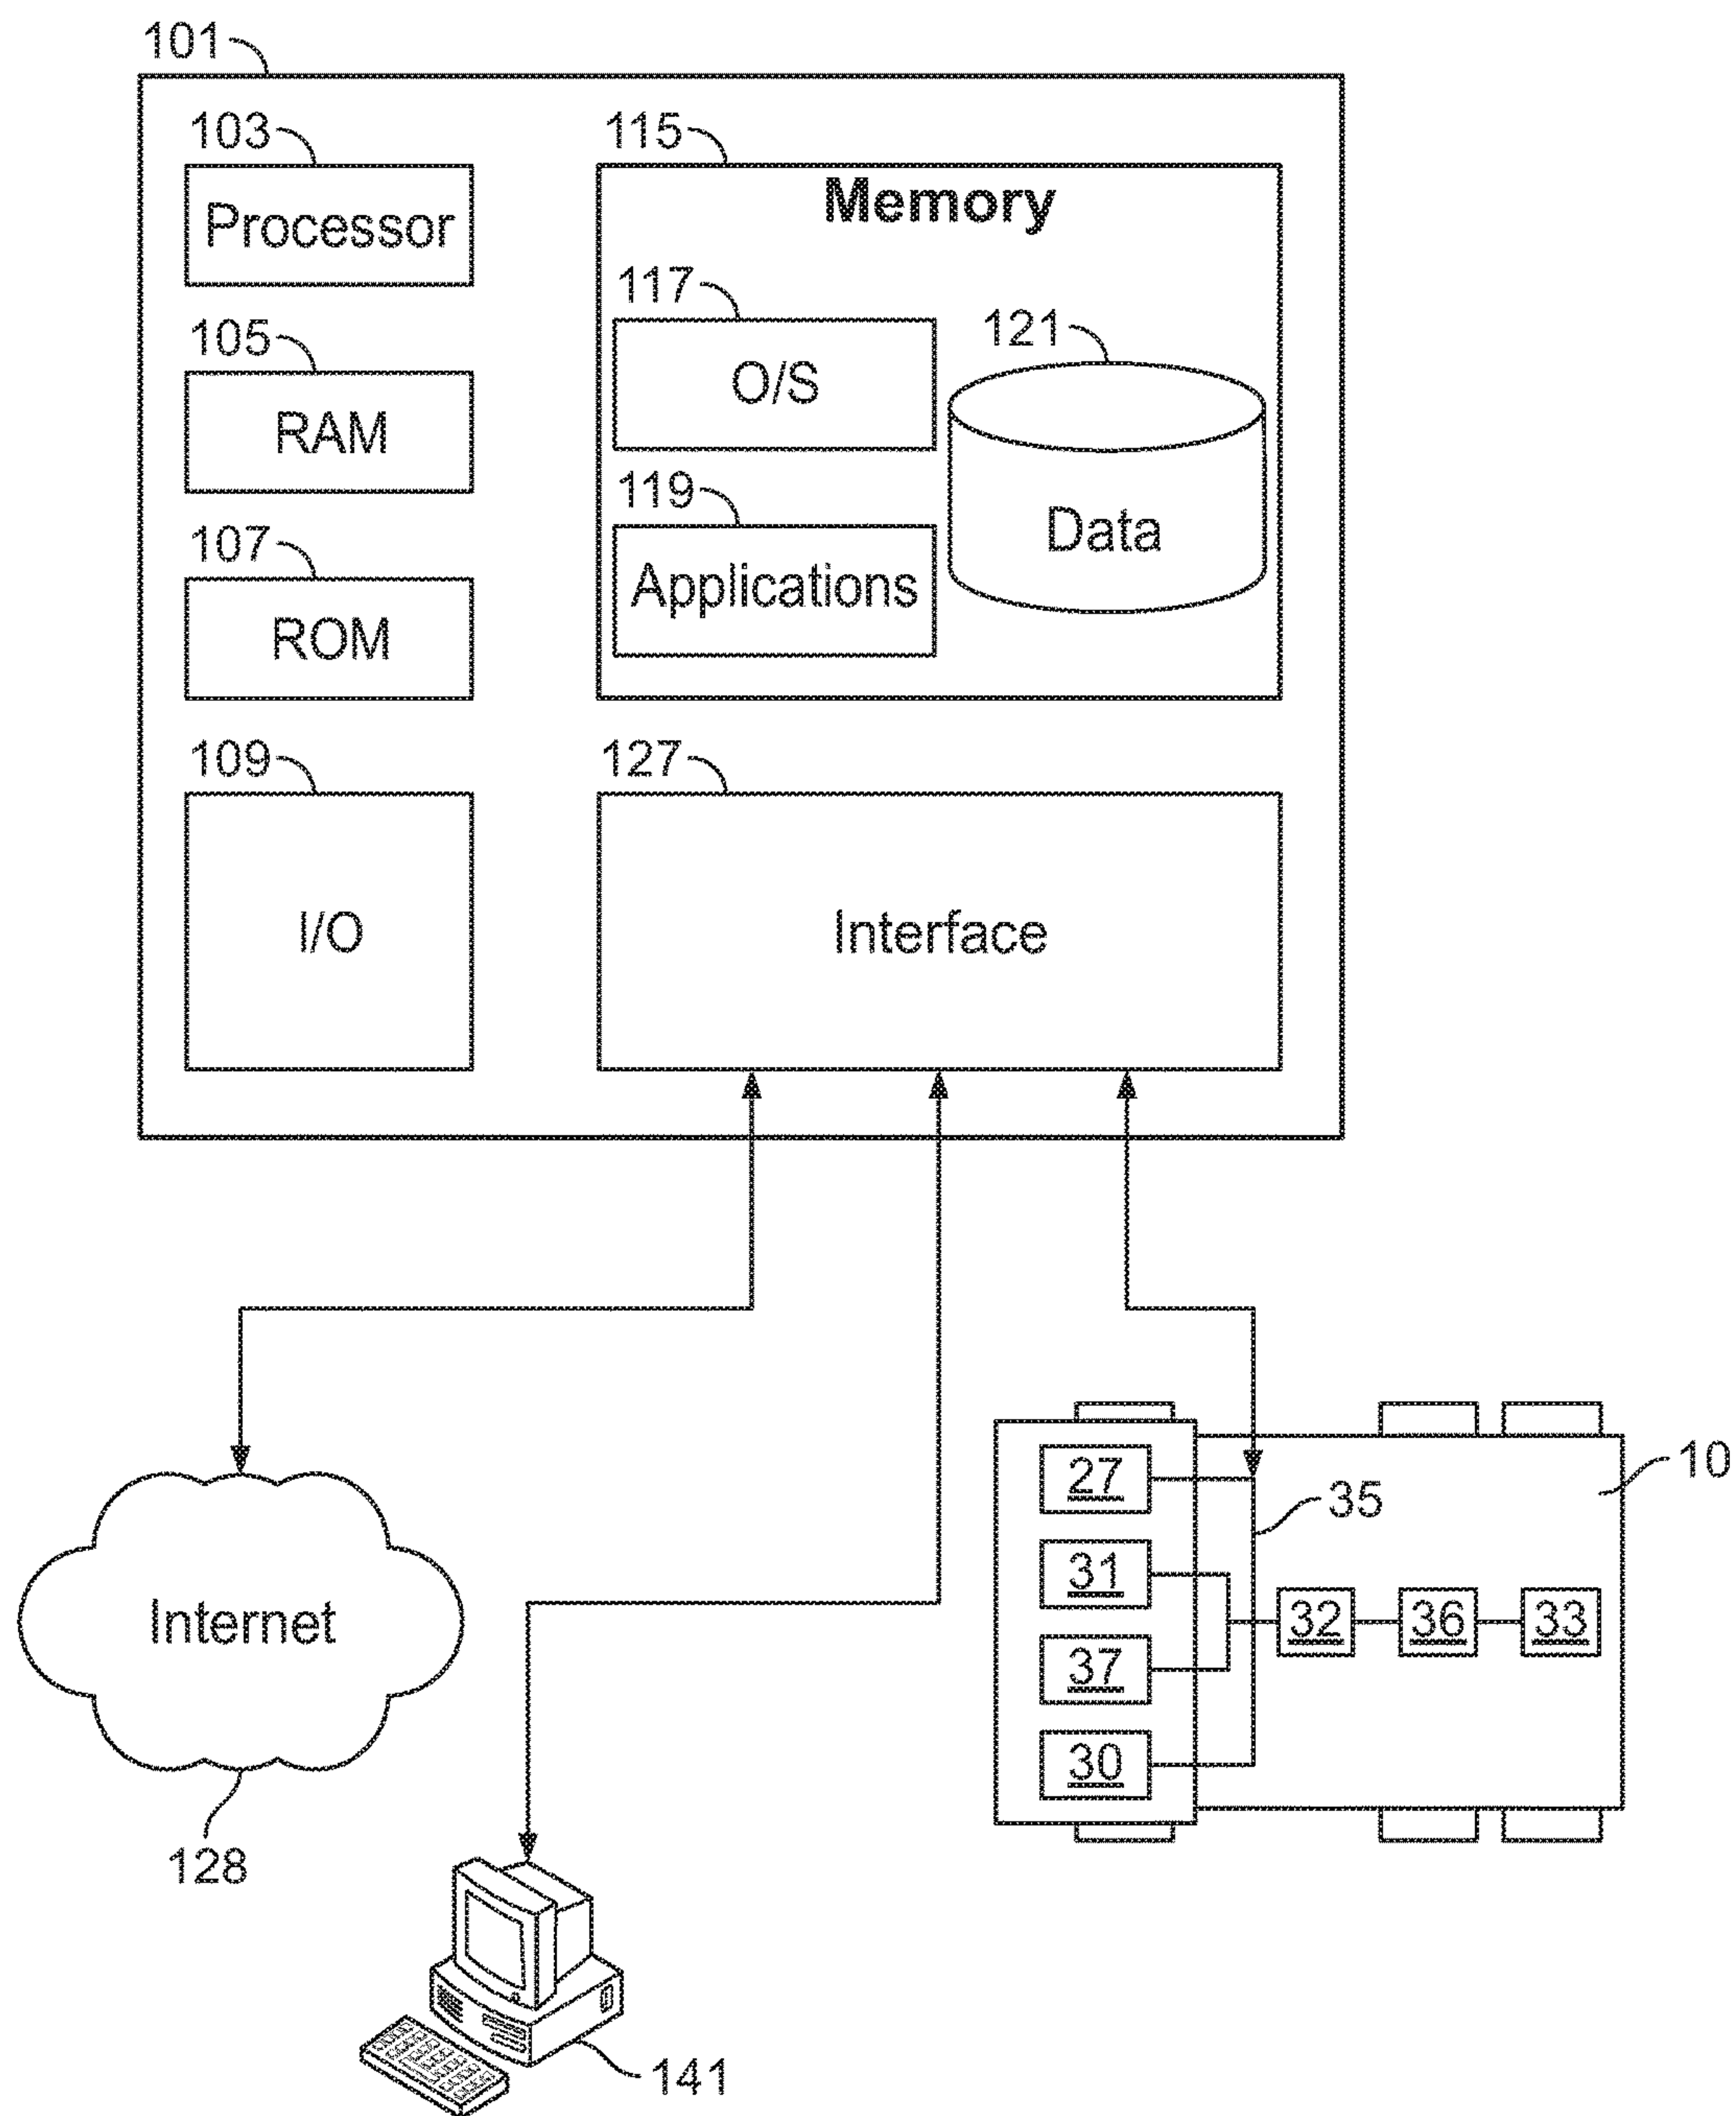 101
103
Processor
105
RAM
107
ROM
109
I/O
115
Memory
117
O/S
119
Applications
121
Data
127
Interface
Internet
128
141
10
35
27
31
37
30
32
36
33